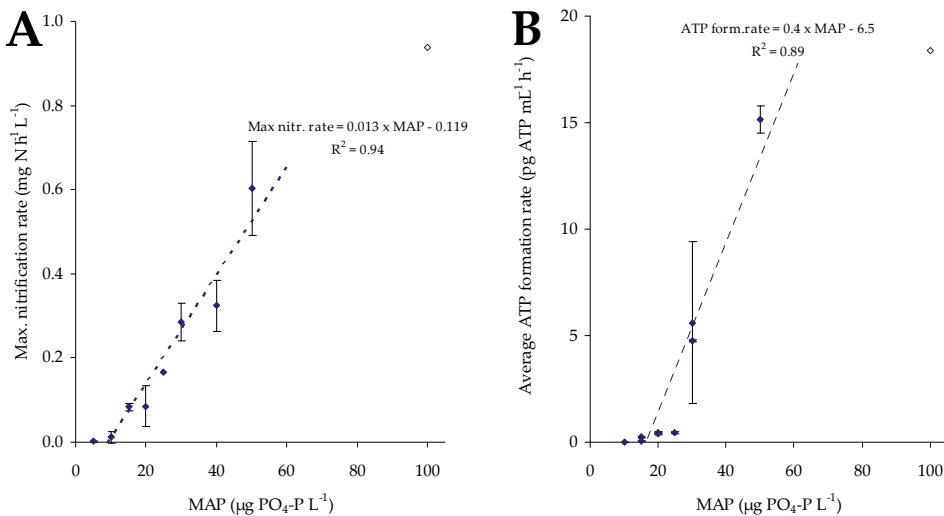 A
1.0
0.8
0.6
0.4
0.2
0.0
Max. nitrification rate (mg N h-1 L-1)
Max nitr. rate = 0.013 x MAP - 0.119
R2 = 0.94
0 20 40 60 80 100
MAP (µg PO4-P L-1)
B
20
15
10
5
0
Average ATP formation rate (pg ATP mL-1 h-1)
ATP form.rate = 0.4 x MAP - 6.5
R2 = 0.89
0 20 40 60 80 100
MAP (µg PO4-P L-1)